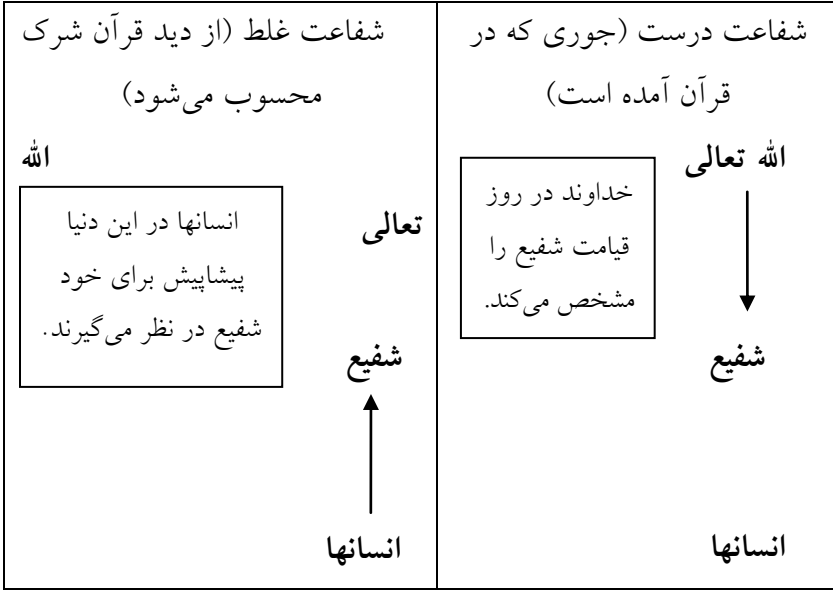 شفاعت درست (جوری که در
قرآن آمده است)
الله تعالی
خداوند در روز
قیامت شفیع را
مشخص می‌کند.
شفیع
انسانها
شفاعت غلط (از دید قرآن شرک
محسوب می‌شود)
الله
تعالی
انسانها در این دنیا
پیشاپیش برای خود
شفیع در نظر می‌گیرند.
شفیع
انسانها